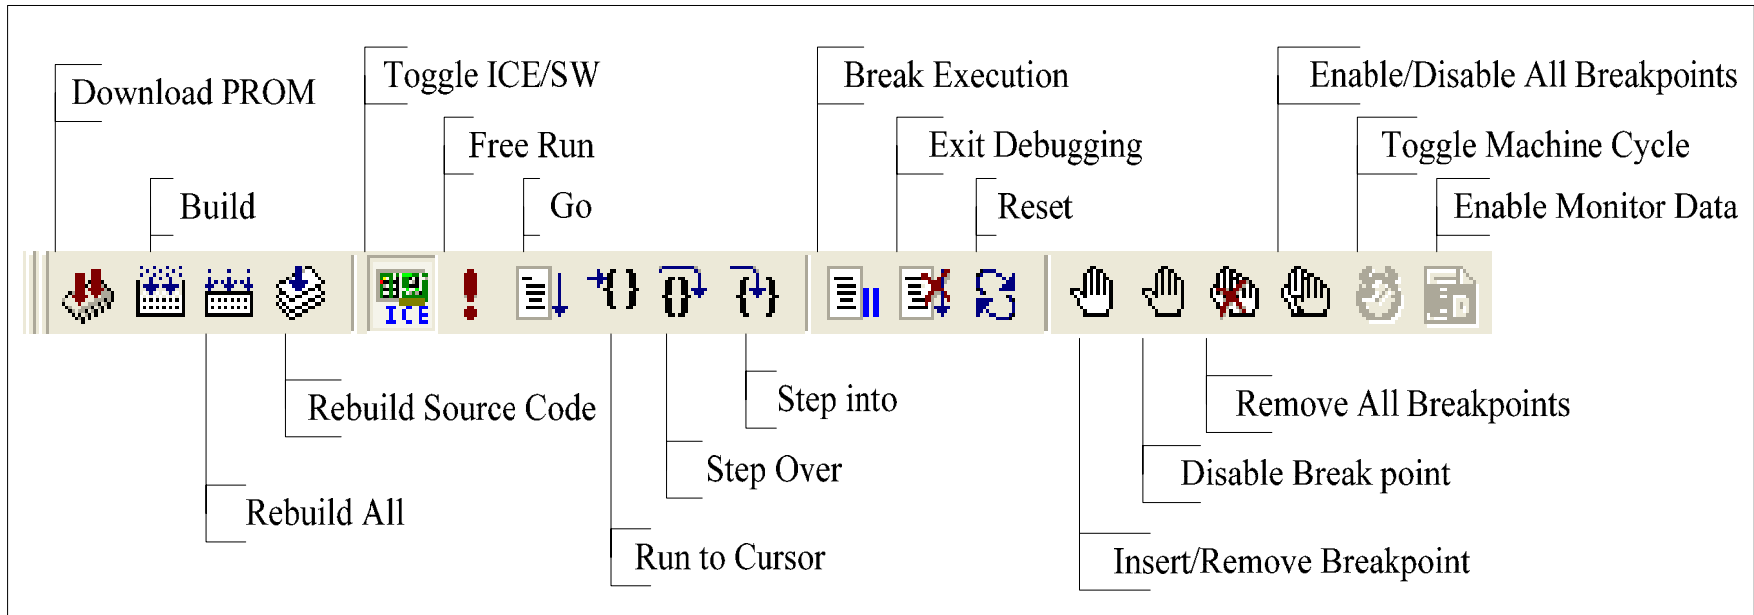 Toggle ICE/SW
Break Execution
Enable/Disable All Breakpoints
Download PROM
Free Run
Exit Debugging
Toggle Machine Cycle
Build
Go
Reset
Enable Monitor Data
ICE
Rebuild Source Code
Step into
Remove All Breakpoints
Step Over
Disable Break point
Rebuild All
Run to Cursor
Insert/Remove Breakpoint